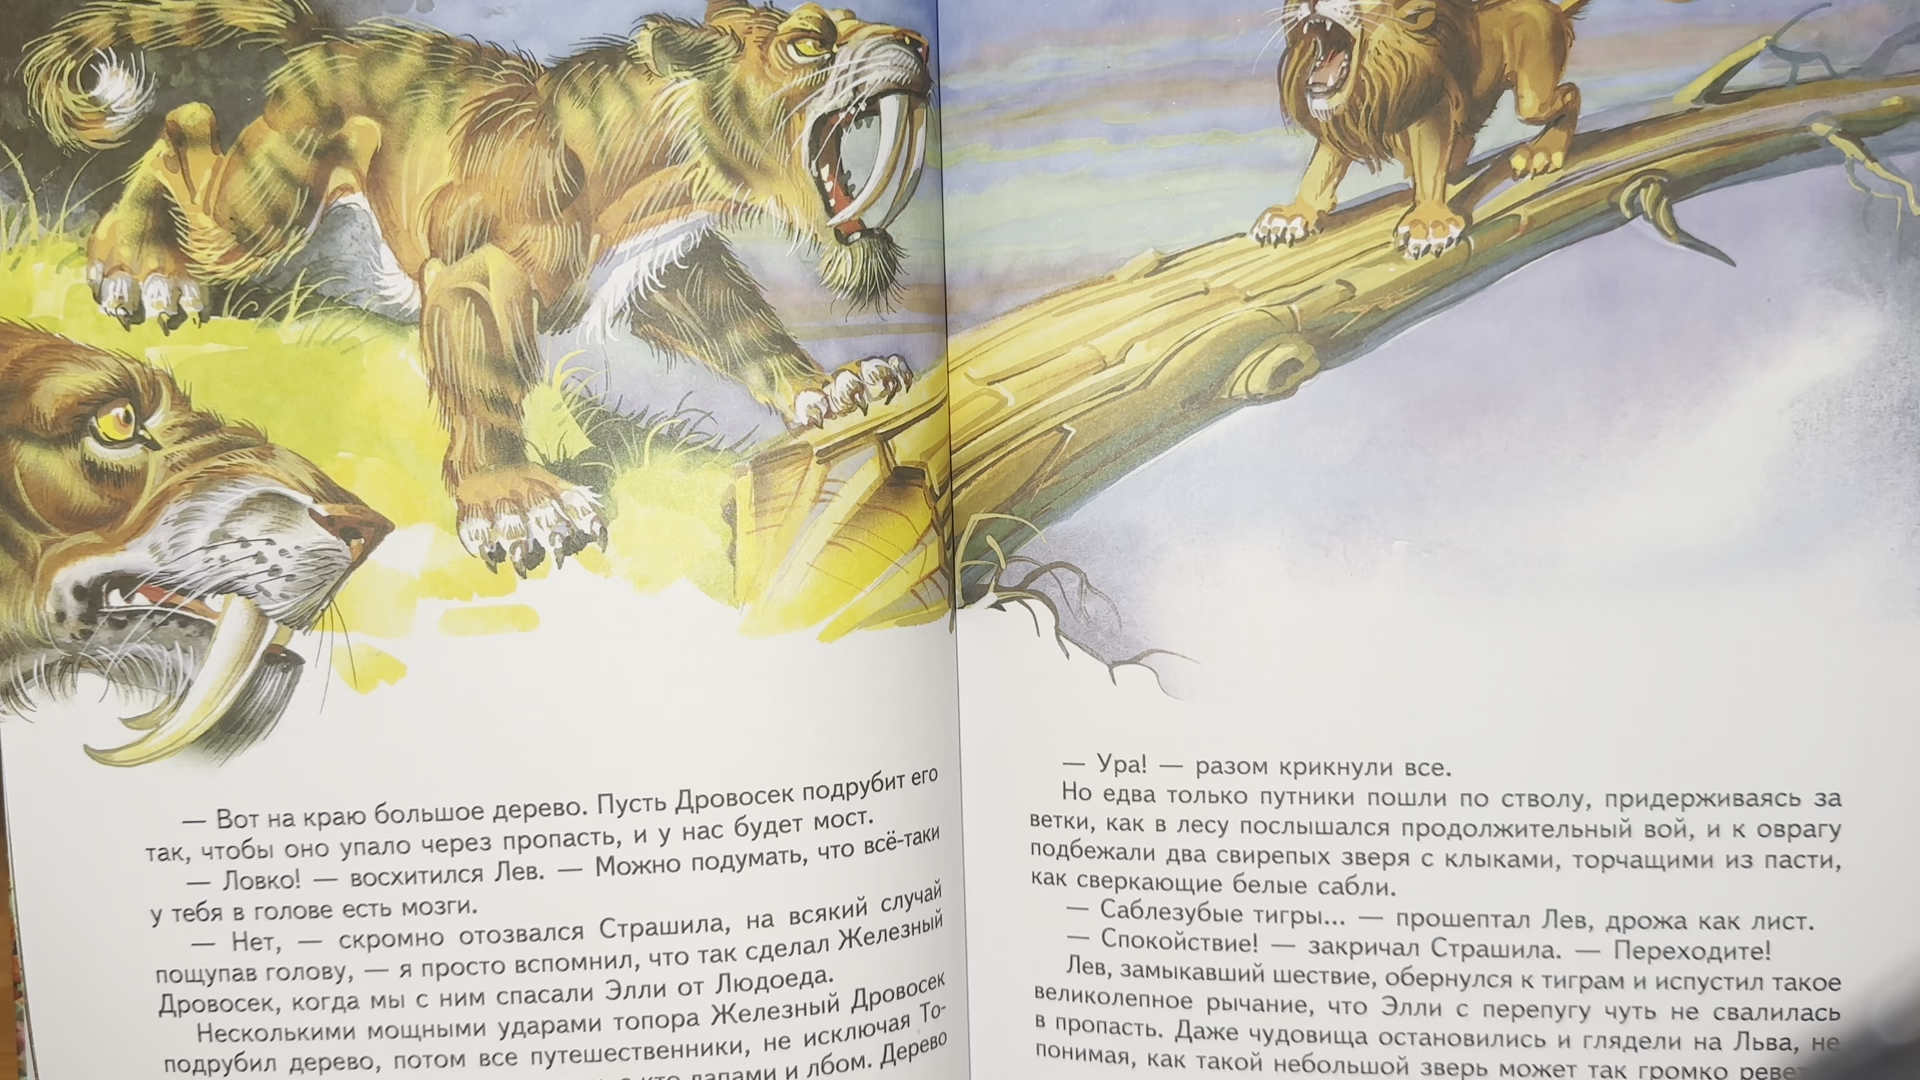 — Вот на краю большое дерево. Пусть Дровосек подрубит его
так, чтобы оно упало через пропасть, и у нас будет мост.
— Ловко! — восхитился Лев. — Можно подумать, что всё-таки
у тебя в голове есть мозги.
— Нет, — скромно отозвался Страшила, на всякий случай
пощупав голову, — я просто вспомнил, что так сделал Железный
Дровосек, когда мы с ним спасали Элли от Людоеда.
Несколькими мощными ударами топора Железный Дровосек
подрубил дерево, потом все путешественники, не исключая То-
кто лапами и лбом. Дерево
— Ура! — разом крикнули все.
Но едва только путники пошли по стволу, придерживаясь за
ветки, как в лесу послышался продолжительный вой, и к оврагу
подбежали два свирепых зверя с клыками, торчащими из пасти,
как сверкающие белые сабли.
— Саблезубые тигры... — прошептал Лев, дрожа как лист.
— Спокойствие! — закричал Страшила. — Переходите!
Лев, замыкавший шествие, обернулся к тиграм и испустил такое
великолепное рычание, что Элли с перепугу чуть не свалилась
в пропасть. Даже чудовища остановились и глядели на Льва, не
понимая, как такой небольшой зверь может так громко